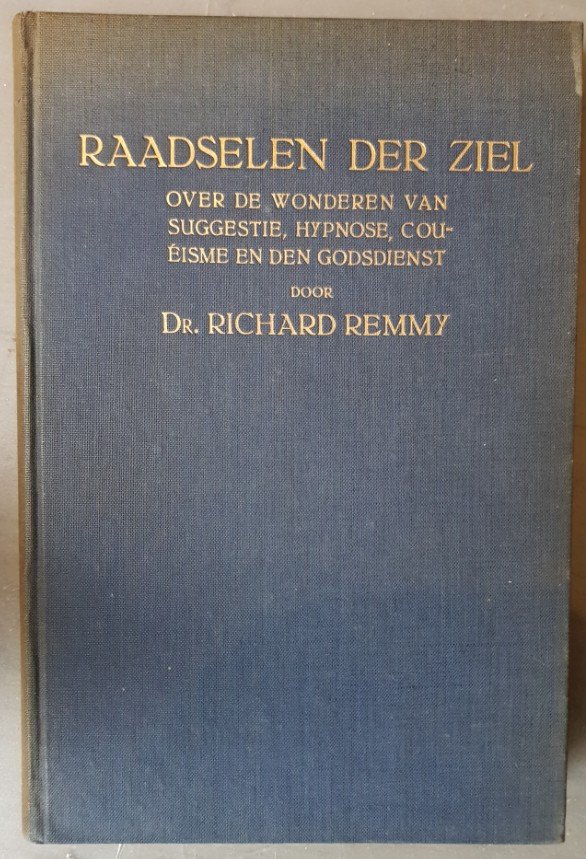 RAADSELEN DER ZIEL
OVER DE WONDEREN VAN
SUGGESTIE, HYPNOSE, COU-
ÉISME EN DEN GODSDIENST
DOOR
DR. RICHARD REMMY